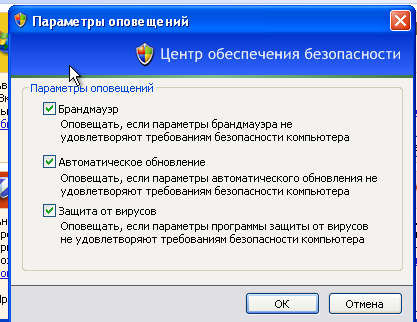 Параметры оповещений
Центр обеспечения безопасности
Параметры оповещений
Брандмауэр
Оповещать, если параметры брандмауэра не
удовлетворяют требованиям безопасности компьютера
Автоматическое обновление
Оповещать, если параметры автоматического обновления не
удовлетворяют требованиям безопасности компьютера
Защита от вирусов
Оповещать, если параметры программы защиты от вирусов
не удовлетворяют требованиям безопасности компьютера
ОК
Отмена